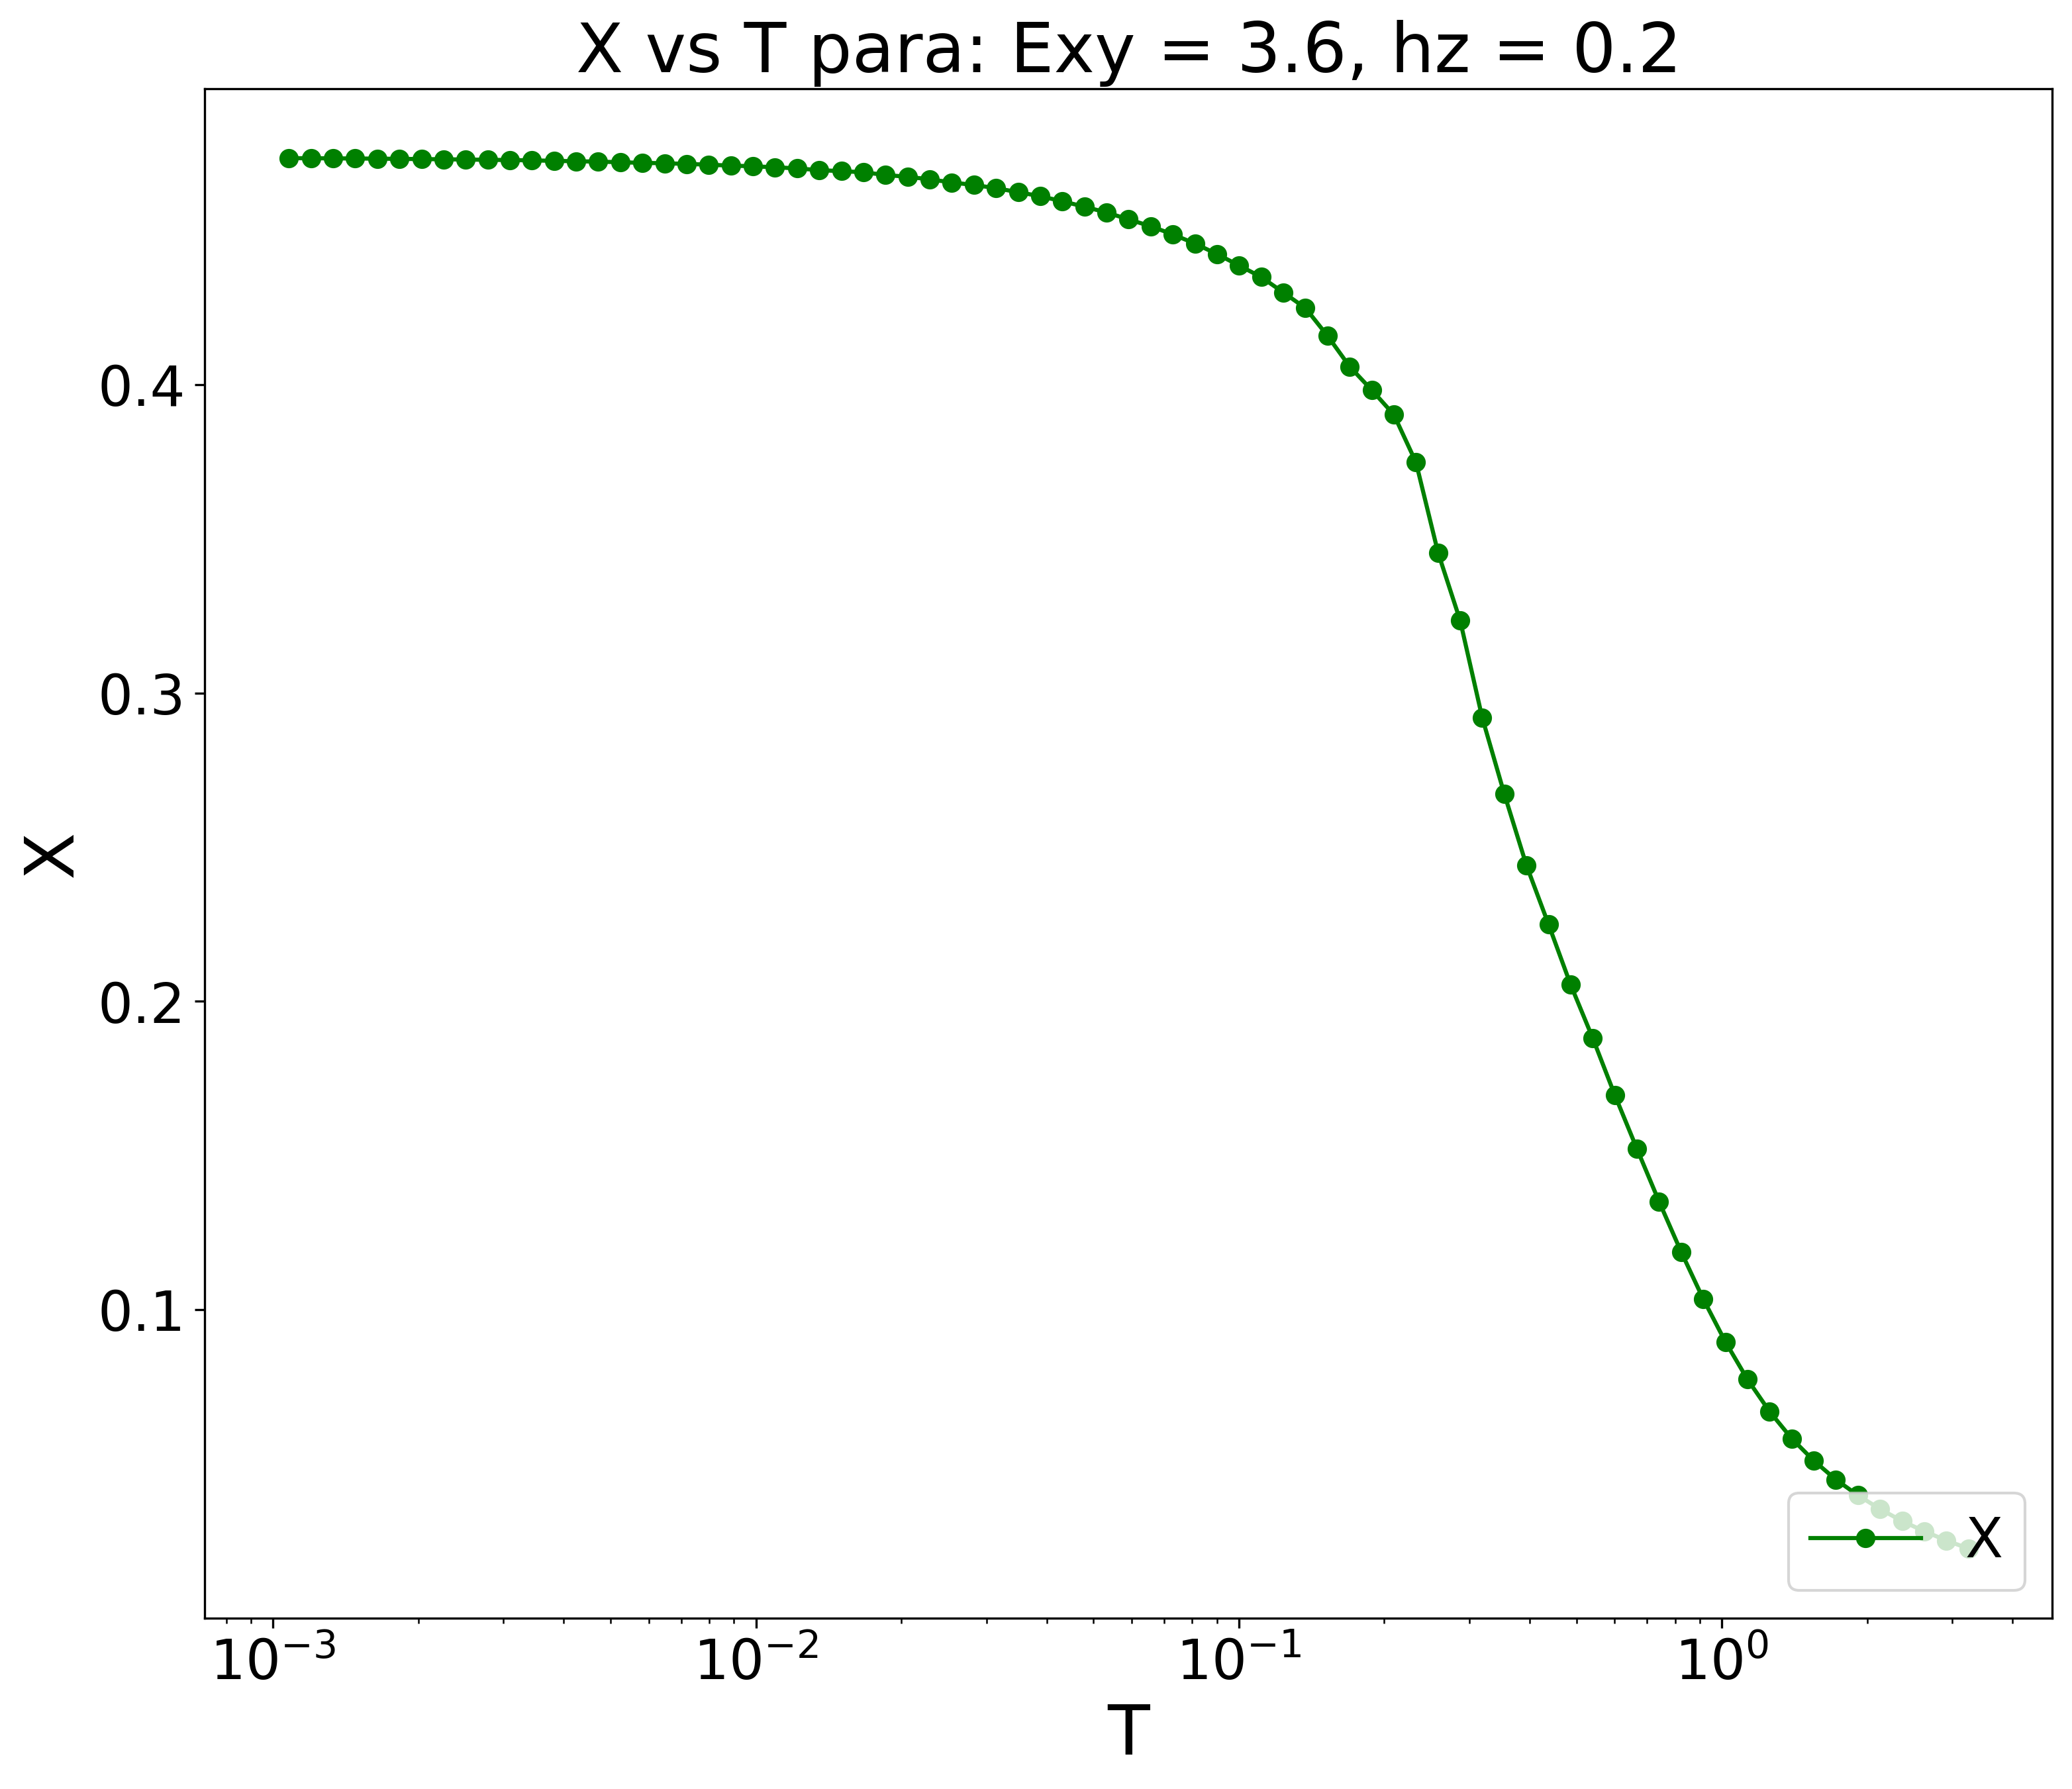 X vs T para: Exy = 3.6, hz = 0.2
X
0.4
0.3
0.2
0.1
X
10⁻³ 10⁻² 10⁻¹ 10⁰
T